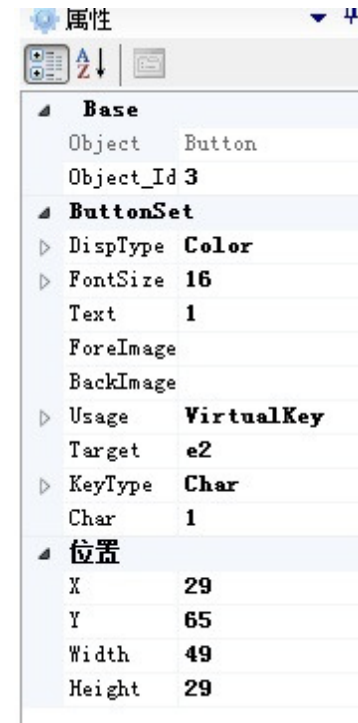 属性
A
Z
Base
Object Button
Object_Id 3
ButtonSet
DispType Color
FontSize 16
Text 1
ForeImage
BackImage
Usage VirtualKey
Target e2
KeyType Char
Char 1
位置
X 29
Y 65
Width 49
Height 29